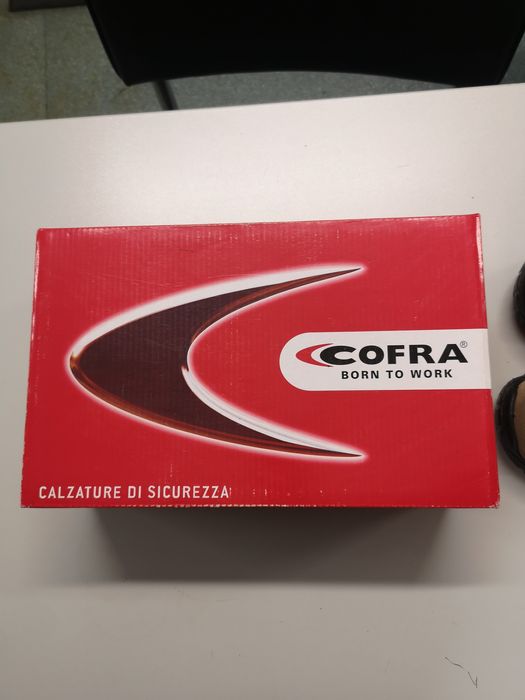 COFRA®
BORN TO WORK
CALZATURE DI SICUREZZA